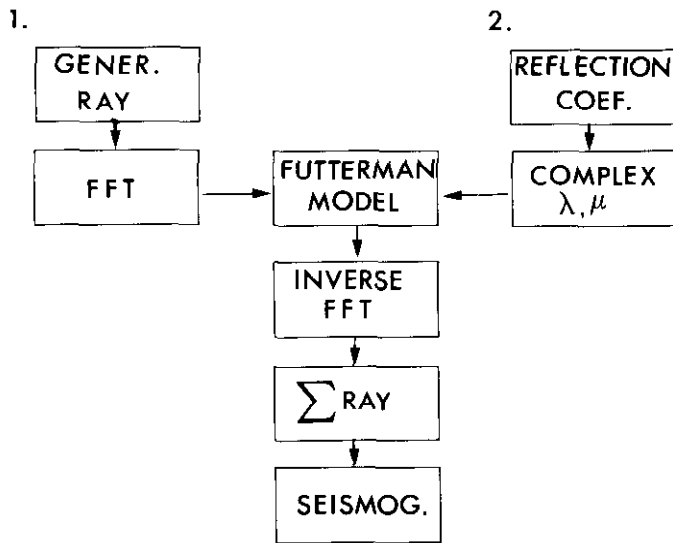 1.
GENER.
RAY
FFT
2.
REFLECTION
COEF.
COMPLEX
λ, μ
FUTTERMAN
MODEL
INVERSE
FFT
∑ RAY
SEISMOG.